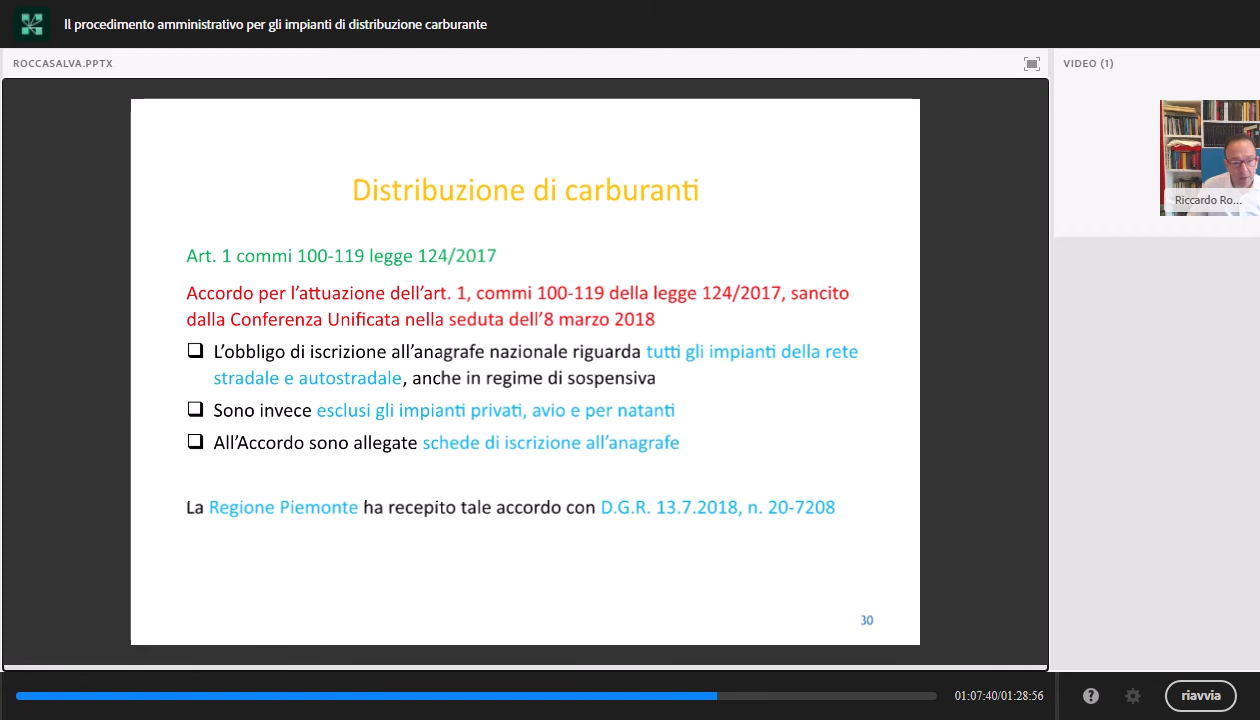 Il procedimento amministrativo per gli impianti di distribuzione carburante
ROCCASALVA.PPTX
VIDEO (1)
Distribuzione di carburanti
Art. 1 commi 100-119 legge 124/2017
Accordo per l’attuazione dell’art. 1, commi 100-119 della legge 124/2017, sancito
dalla Conferenza Unificata nella seduta dell’8 marzo 2018
L’obbligo di iscrizione all’anagrafe nazionale riguarda tutti gli impianti della rete
stradale e autostradale, anche in regime di sospensiva
Sono invece esclusi gli impianti privati, avio e per natanti
All’Accordo sono allegate schede di iscrizione all’anagrafe
La Regione Piemonte ha recepito tale accordo con D.G.R. 13.7.2018, n. 20-7208
30
Riccardo Ro...
01:07:40/01:28:56
?
riavvia